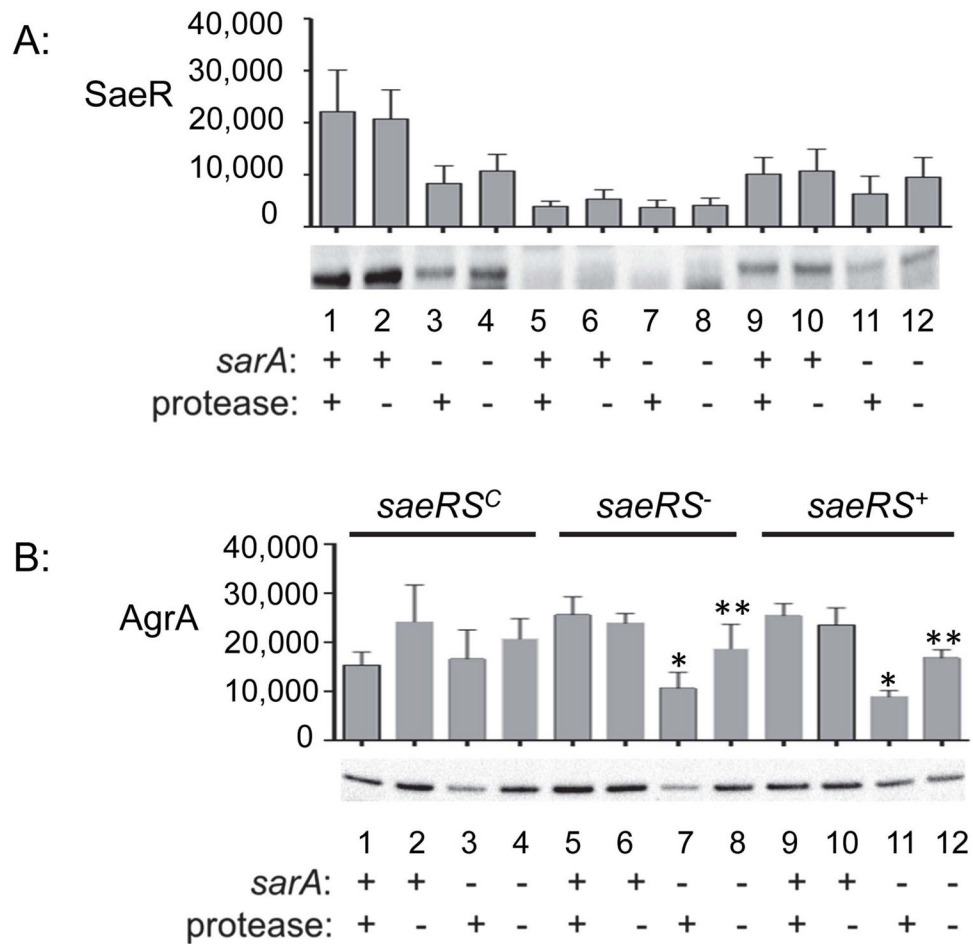 A:
SaeR
40,000
30,000
20,000
10,000
0
1 2 3 4 5 6 7 8 9 10 11 12
sarA: + + - - + + - - + + - -
protease: + - + - + - + - + - + -
saeRS^C saeRS^- saeRS^+
B:
AgrA
40,000
30,000
20,000
10,000
0
* ** * **
1 2 3 4 5 6 7 8 9 10 11 12
sarA: + + - - + + - - + + - -
protease: + - + - + - + - + - + -